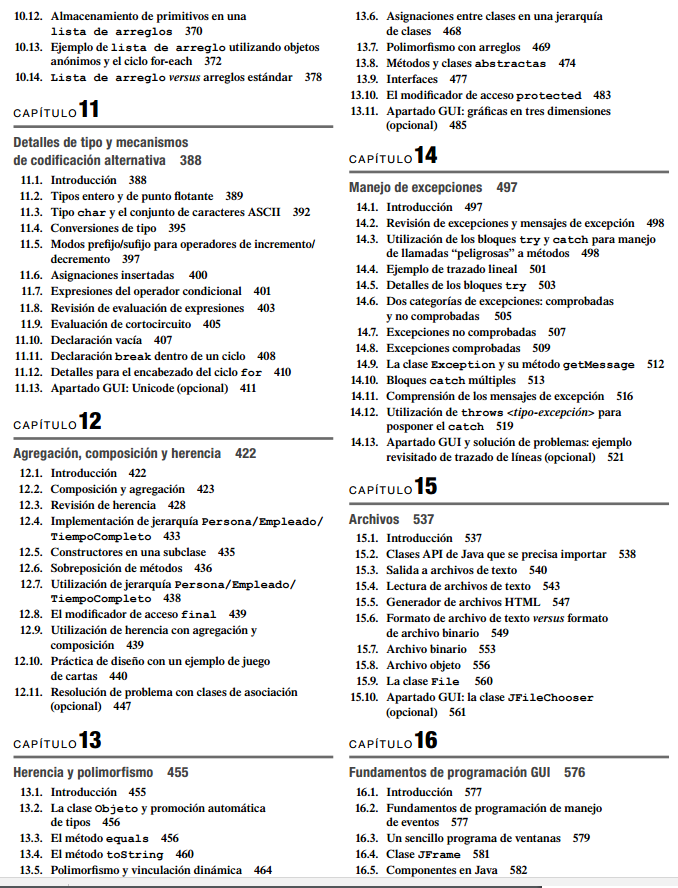 10.12. Almacenamiento de primitivos en una
lista de arreglos 370
10.13. Ejemplo de lista de arreglo utilizando objetos
anónimos y el ciclo for-each 372
10.14. Lista de arreglo versus arreglos estándar 378
CAPÍTULO 11
Detalles de tipo y mecanismos
de codificación alternativa 388
11.1. Introducción 388
11.2. Tipos entero y de punto flotante 389
11.3. Tipo char y el conjunto de caracteres ASCII 392
11.4. Conversiones de tipo 395
11.5. Modos prefijo/sufijo para operadores de incremento/
decremento 397
11.6. Asignaciones insertadas 400
11.7. Expresiones del operador condicional 401
11.8. Revisión de evaluación de expresiones 403
11.9. Evaluación de cortocircuito 405
11.10. Declaración vacía 407
11.11. Declaración break dentro de un ciclo 408
11.12. Detalles para el encabezado del ciclo for 410
11.13. Apartado GUI: Unicode (opcional) 411
CAPÍTULO 12
Agregación, composición y herencia 422
12.1. Introducción 422
12.2. Composición y agregación 423
12.3. Revisión de herencia 428
12.4. Implementación de jerarquía Persona/Empleado/
TiempoCompleto 433
12.5. Constructores en una subclase 435
12.6. Sobreposición de métodos 436
12.7. Utilización de jerarquía Persona/Empleado/
TiempoCompleto 438
12.8. El modificador de acceso final 439
12.9. Utilización de herencia con agregación y
composición 439
12.10. Práctica de diseño con un ejemplo de juego
de cartas 440
12.11. Resolución de problema con clases de asociación
(opcional) 447
CAPÍTULO 13
Herencia y polimorfismo 455
13.1. Introducción 455
13.2. La clase Objeto y promoción automática
de tipos 456
13.3. El método equals 456
13.4. El método toString 460
13.5. Polimorfismo y vinculación dinámica 464
13.6. Asignaciones entre clases en una jerarquía
de clases 468
13.7. Polimorfismo con arreglos 469
13.8. Métodos y clases abstractas 474
13.9. Interfaces 477
13.10. El modificador de acceso protected 483
13.11. Apartado GUI: gráficas en tres dimensiones
(opcional) 485
CAPÍTULO 14
Manejo de excepciones 497
14.1. Introducción 497
14.2. Revisión de excepciones y mensajes de excepción 498
14.3. Utilización de los bloques try y catch para manejo
de llamadas “peligrosas” a métodos 498
14.4. Ejemplo de trazado lineal 501
14.5. Detalles de los bloques try 503
14.6. Dos categorías de excepciones: comprobadas
y no comprobadas 505
14.7. Excepciones no comprobadas 507
14.8. Excepciones comprobadas 509
14.9. La clase Exception y su método getMessage 512
14.10. Bloques catch múltiples 513
14.11. Comprensión de los mensajes de excepción 516
14.12. Utilización de throws <tipo-excepción> para
posponer el catch 519
14.13. Apartado GUI y solución de problemas: ejemplo
revisitado de trazado de líneas (opcional) 521
CAPÍTULO 15
Archivos 537
15.1. Introducción 537
15.2. Clases API de Java que se precisa importar 538
15.3. Salida a archivos de texto 540
15.4. Lectura de archivos de texto 543
15.5. Generador de archivos HTML 547
15.6. Formato de archivo de texto versus formato
de archivo binario 549
15.7. Archivo binario 553
15.8. Archivo objeto 556
15.9. La clase File 560
15.10. Apartado GUI: la clase JFileChooser
(opcional) 561
CAPÍTULO 16
Fundamentos de programación GUI 576
16.1. Introducción 577
16.2. Fundamentos de programación de manejo
de eventos 577
16.3. Un sencillo programa de ventanas 579
16.4. Clase JFrame 581
16.5. Componentes en Java 582